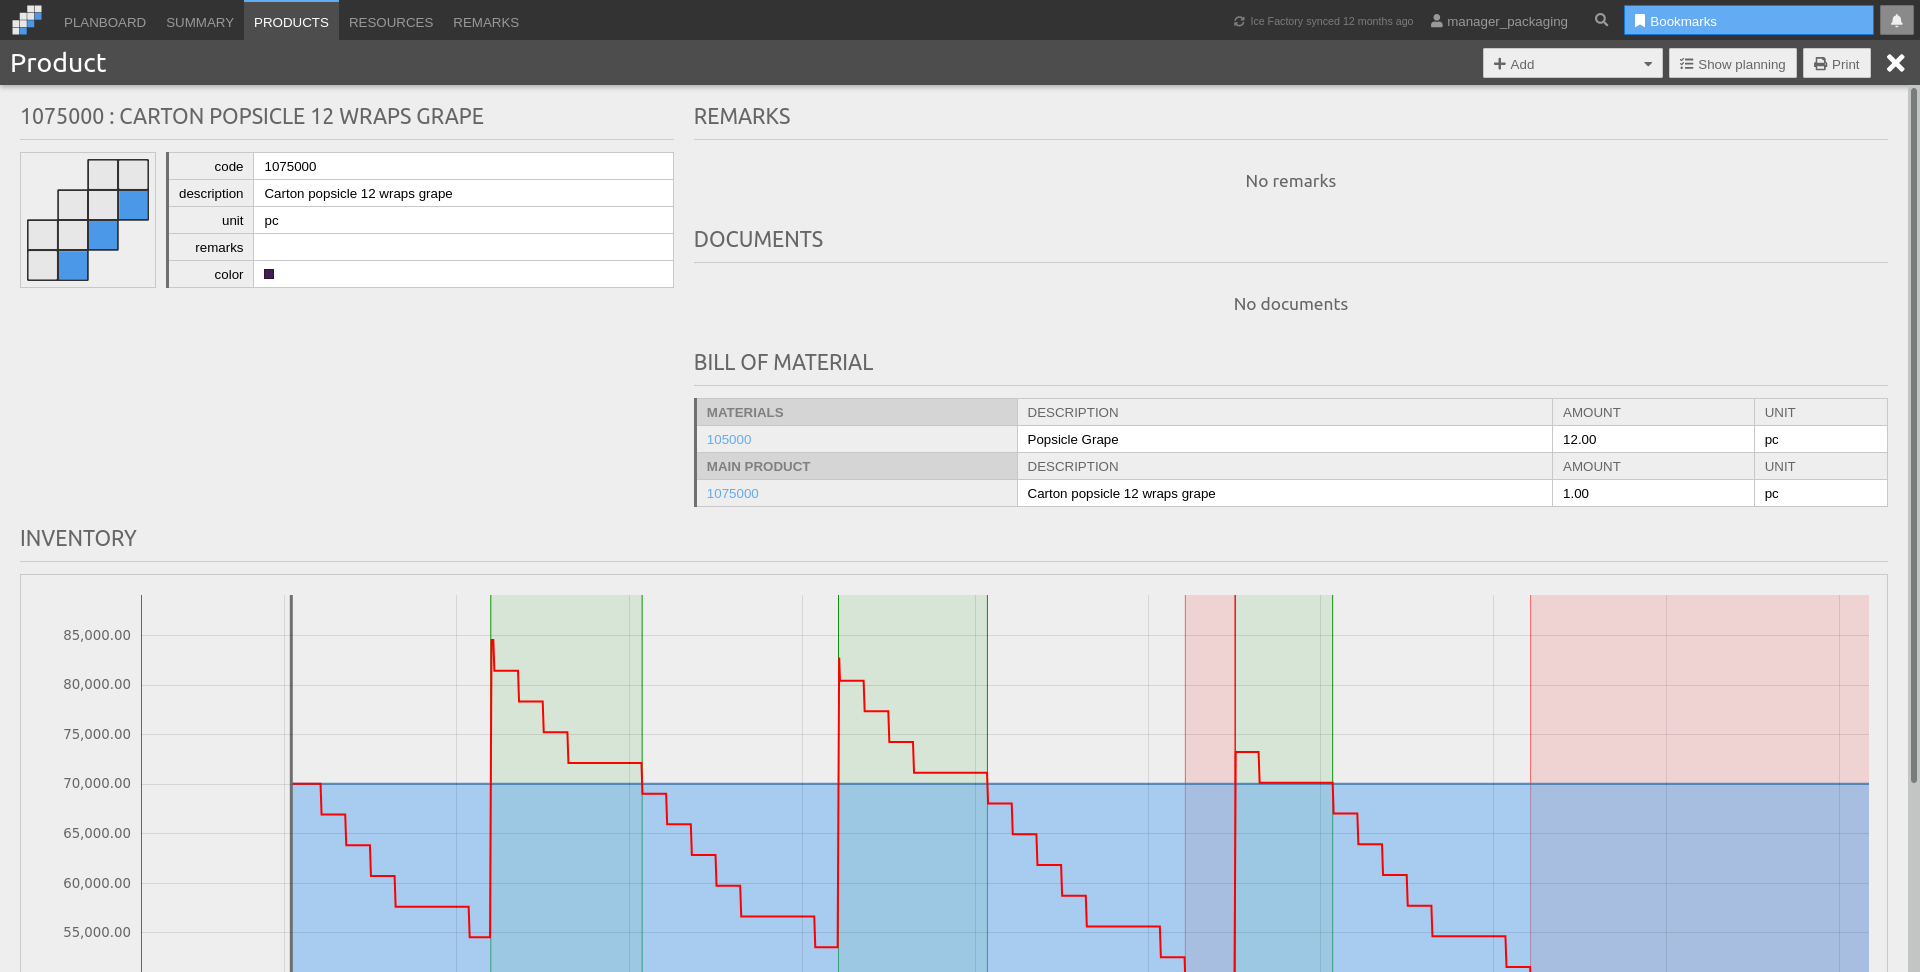 PLANBOARD SUMMARY PRODUCTS RESOURCES REMARKS Ice Factory synced 12 months ago manager_packaging Bookmarks
Product Add Show planning Print
1075000 : CARTON POPSICLE 12 WRAPS GRAPE
code 1075000
description Carton popsicle 12 wraps grape
unit pc
remarks
color
REMARKS
No remarks
DOCUMENTS
No documents
BILL OF MATERIAL
MATERIALS DESCRIPTION AMOUNT UNIT
105000 Popsicle Grape 12.00 pc
MAIN PRODUCT DESCRIPTION AMOUNT UNIT
1075000 Carton popsicle 12 wraps grape 1.00 pc
INVENTORY
85,000.00
80,000.00
75,000.00
70,000.00
65,000.00
60,000.00
55,000.00